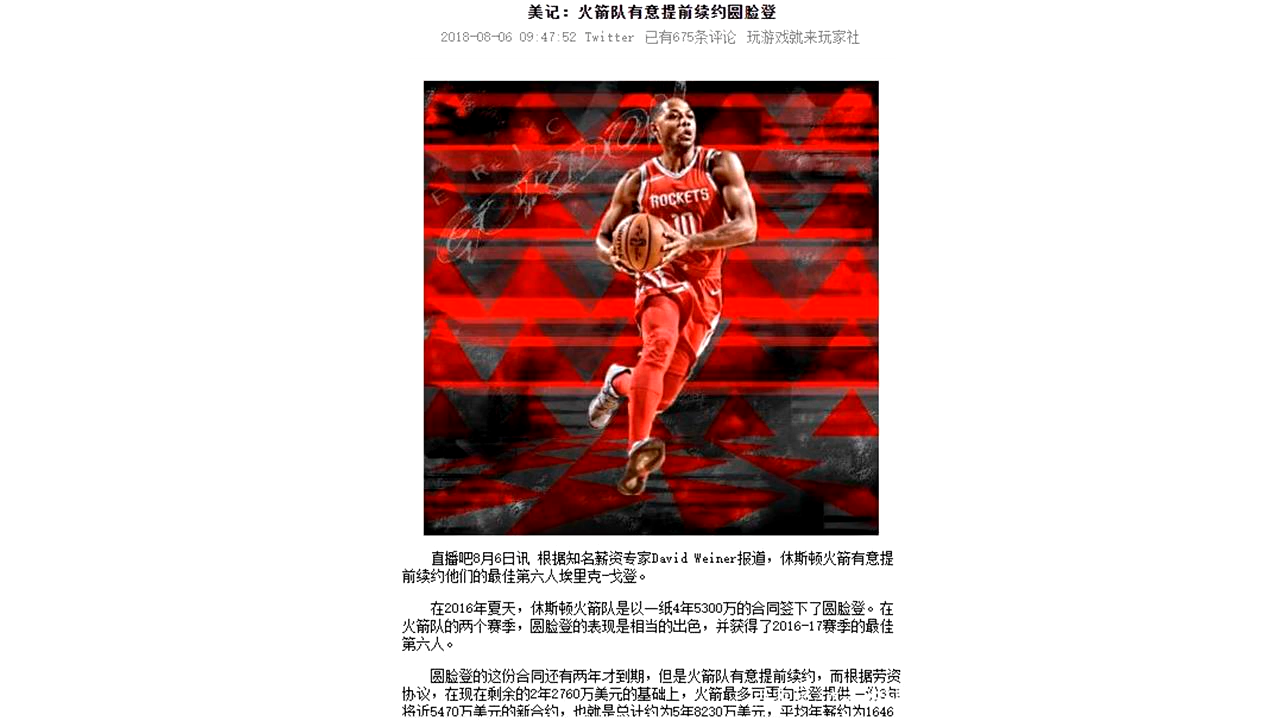 美记：火箭队有意提前续约圆脸登
2018-08-06 09:47:52 Twitter 已有675条评论 玩游戏就来玩家社
ERIC
GORDON
ROCKETS
10
直播吧8月6日讯 根据知名薪资专家David Weiner报道，休斯顿火箭有意提
前续约他们的最佳第六人埃里克-戈登。
在2016年夏天，休斯顿火箭队是以一纸4年5300万的合同签下了圆脸登。在
火箭队的两个赛季，圆脸登的表现是相当的出色，并获得了2016-17赛季的最佳
第六人。
圆脸登的这份合同还有两年才到期，但是火箭队有意提前续约，而根据劳资
协议，在现在剩余的2年2760万美元的基础上，火箭最多可再向戈登提供一份3年
将近5470万美元的新合约，也就是总计约为5年8230万美元，平均年薪约为1646